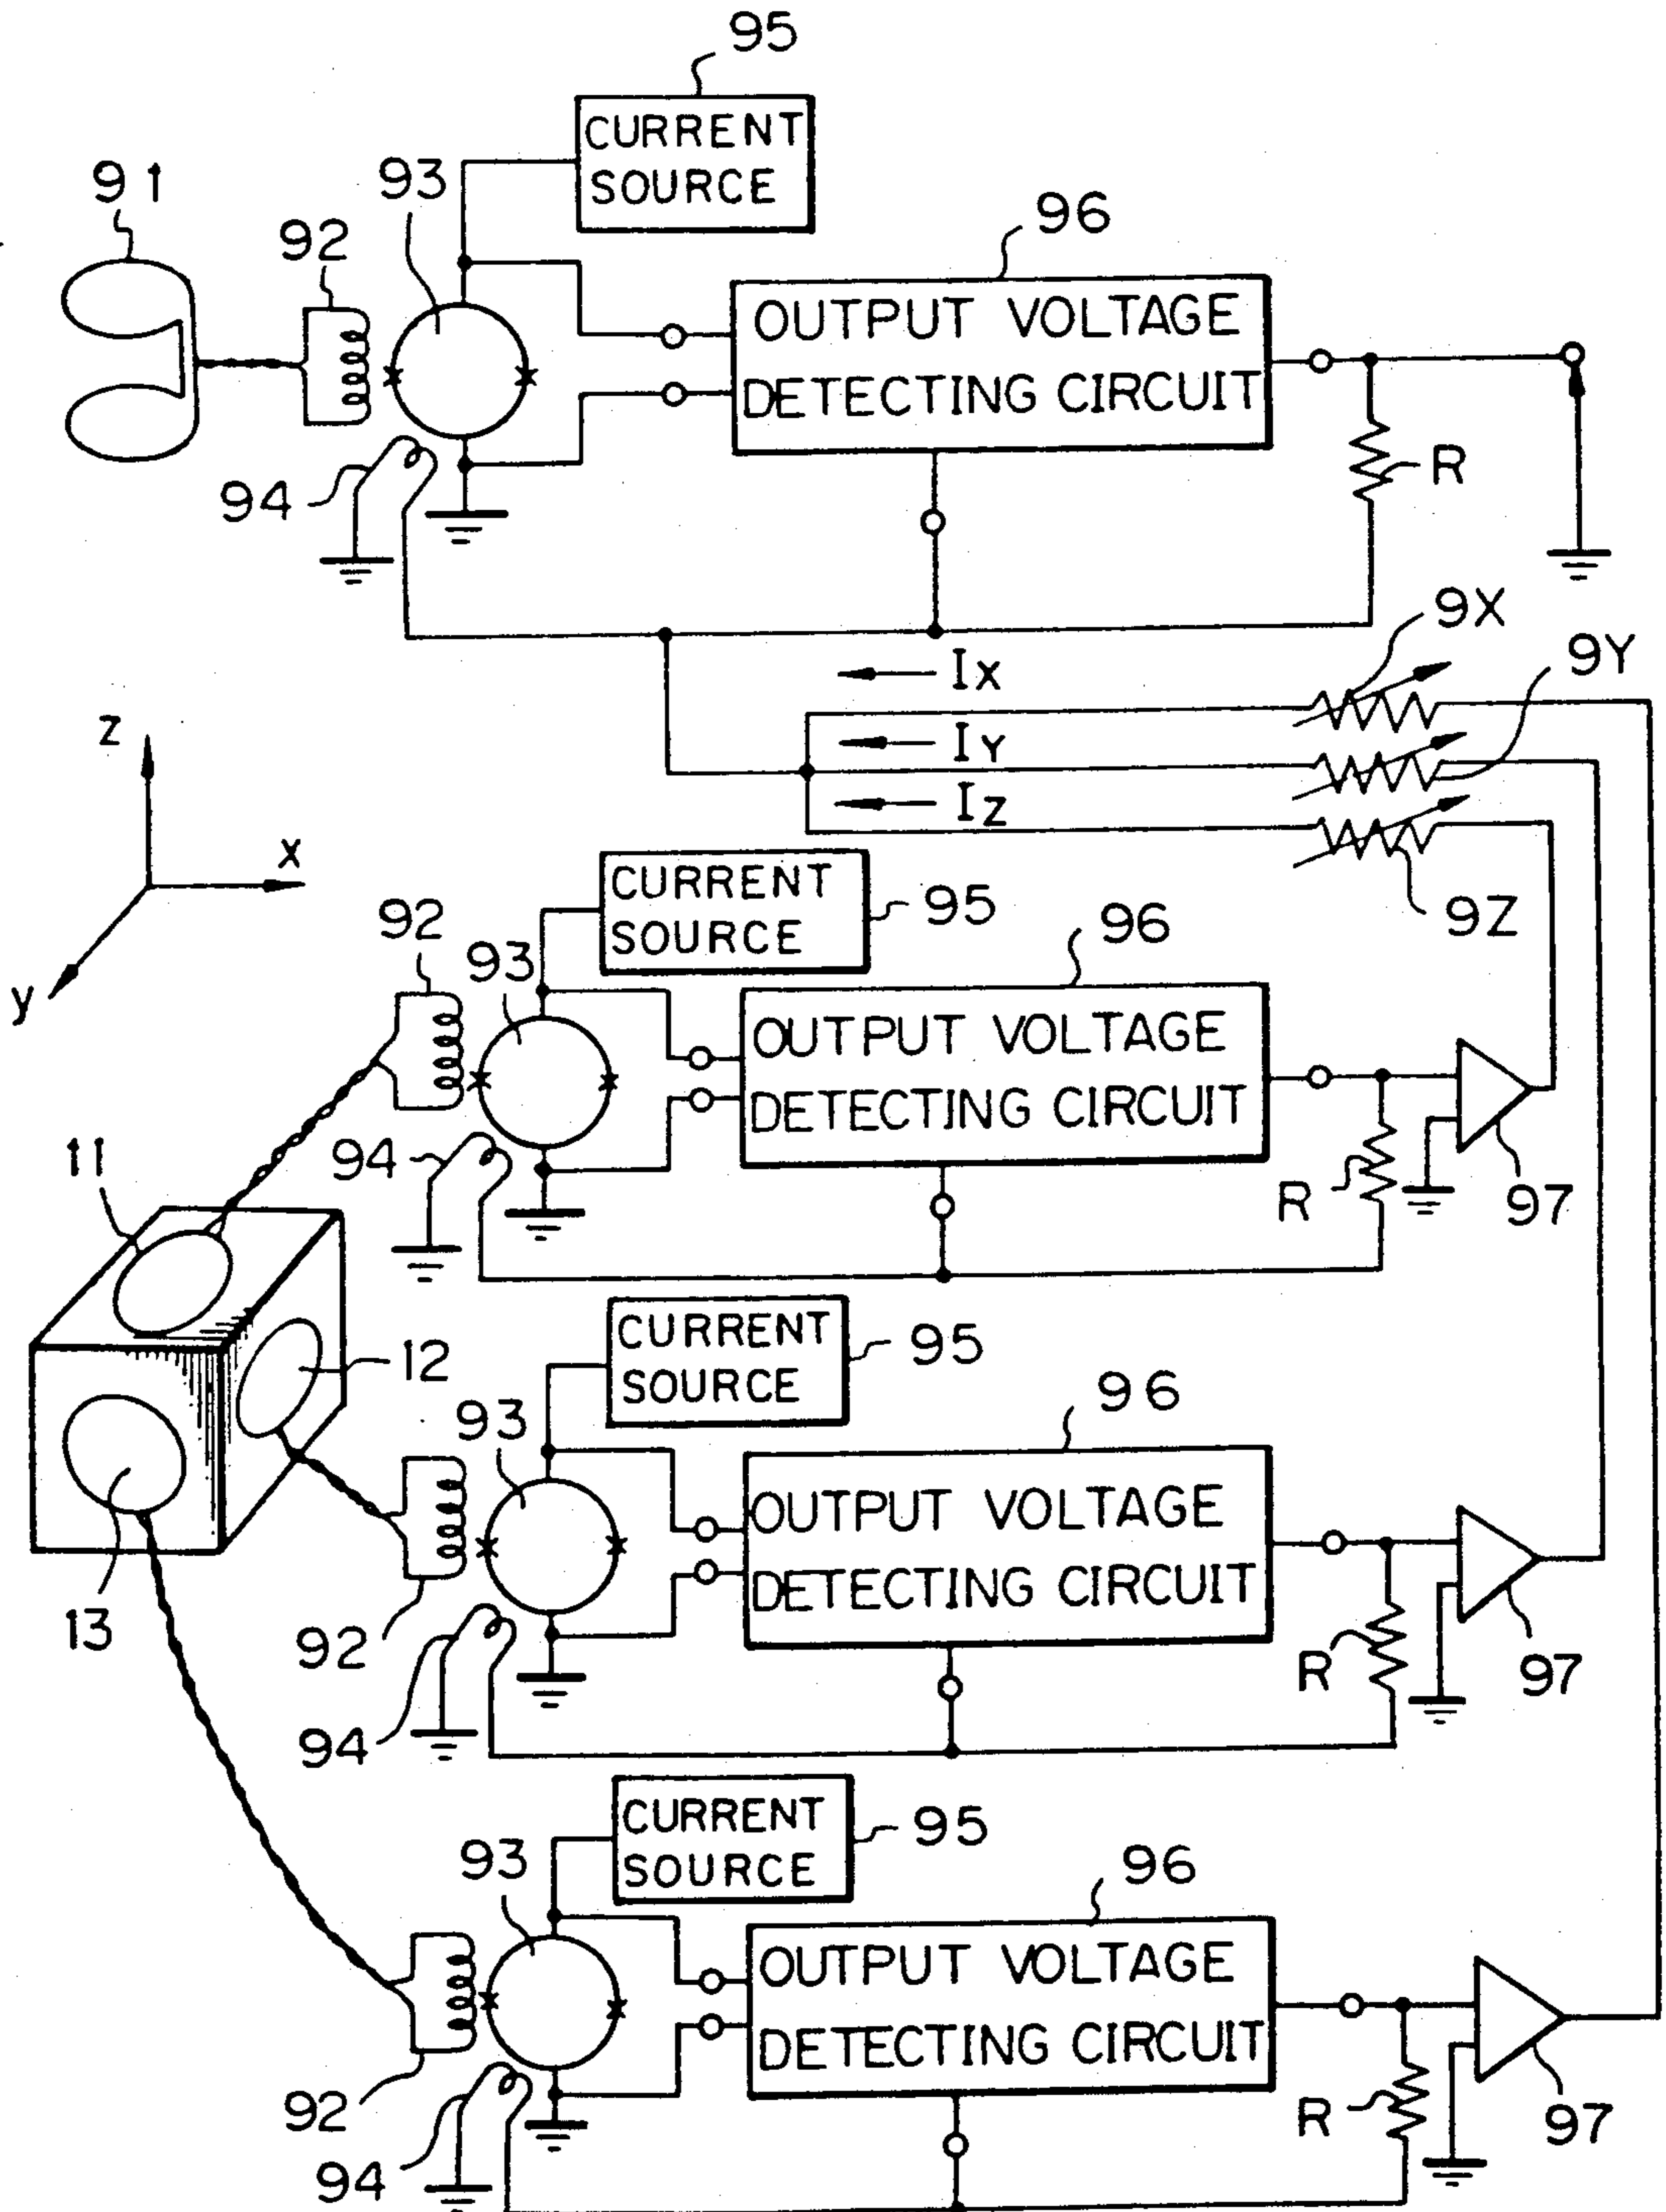 95
CURRENT
SOURCE
91
93
92
96
OUTPUT VOLTAGE
DETECTING CIRCUIT
R
94
9X
IX
9Y
IY
IZ
z
x
y
9Z
CURRENT
SOURCE
95
92
93
96
OUTPUT VOLTAGE
DETECTING CIRCUIT
11
94
R
97
CURRENT
SOURCE
95
12
93
96
OUTPUT VOLTAGE
DETECTING CIRCUIT
13
92
R
97
94
CURRENT
SOURCE
95
93
96
OUTPUT VOLTAGE
DETECTING CIRCUIT
92
R
97
94